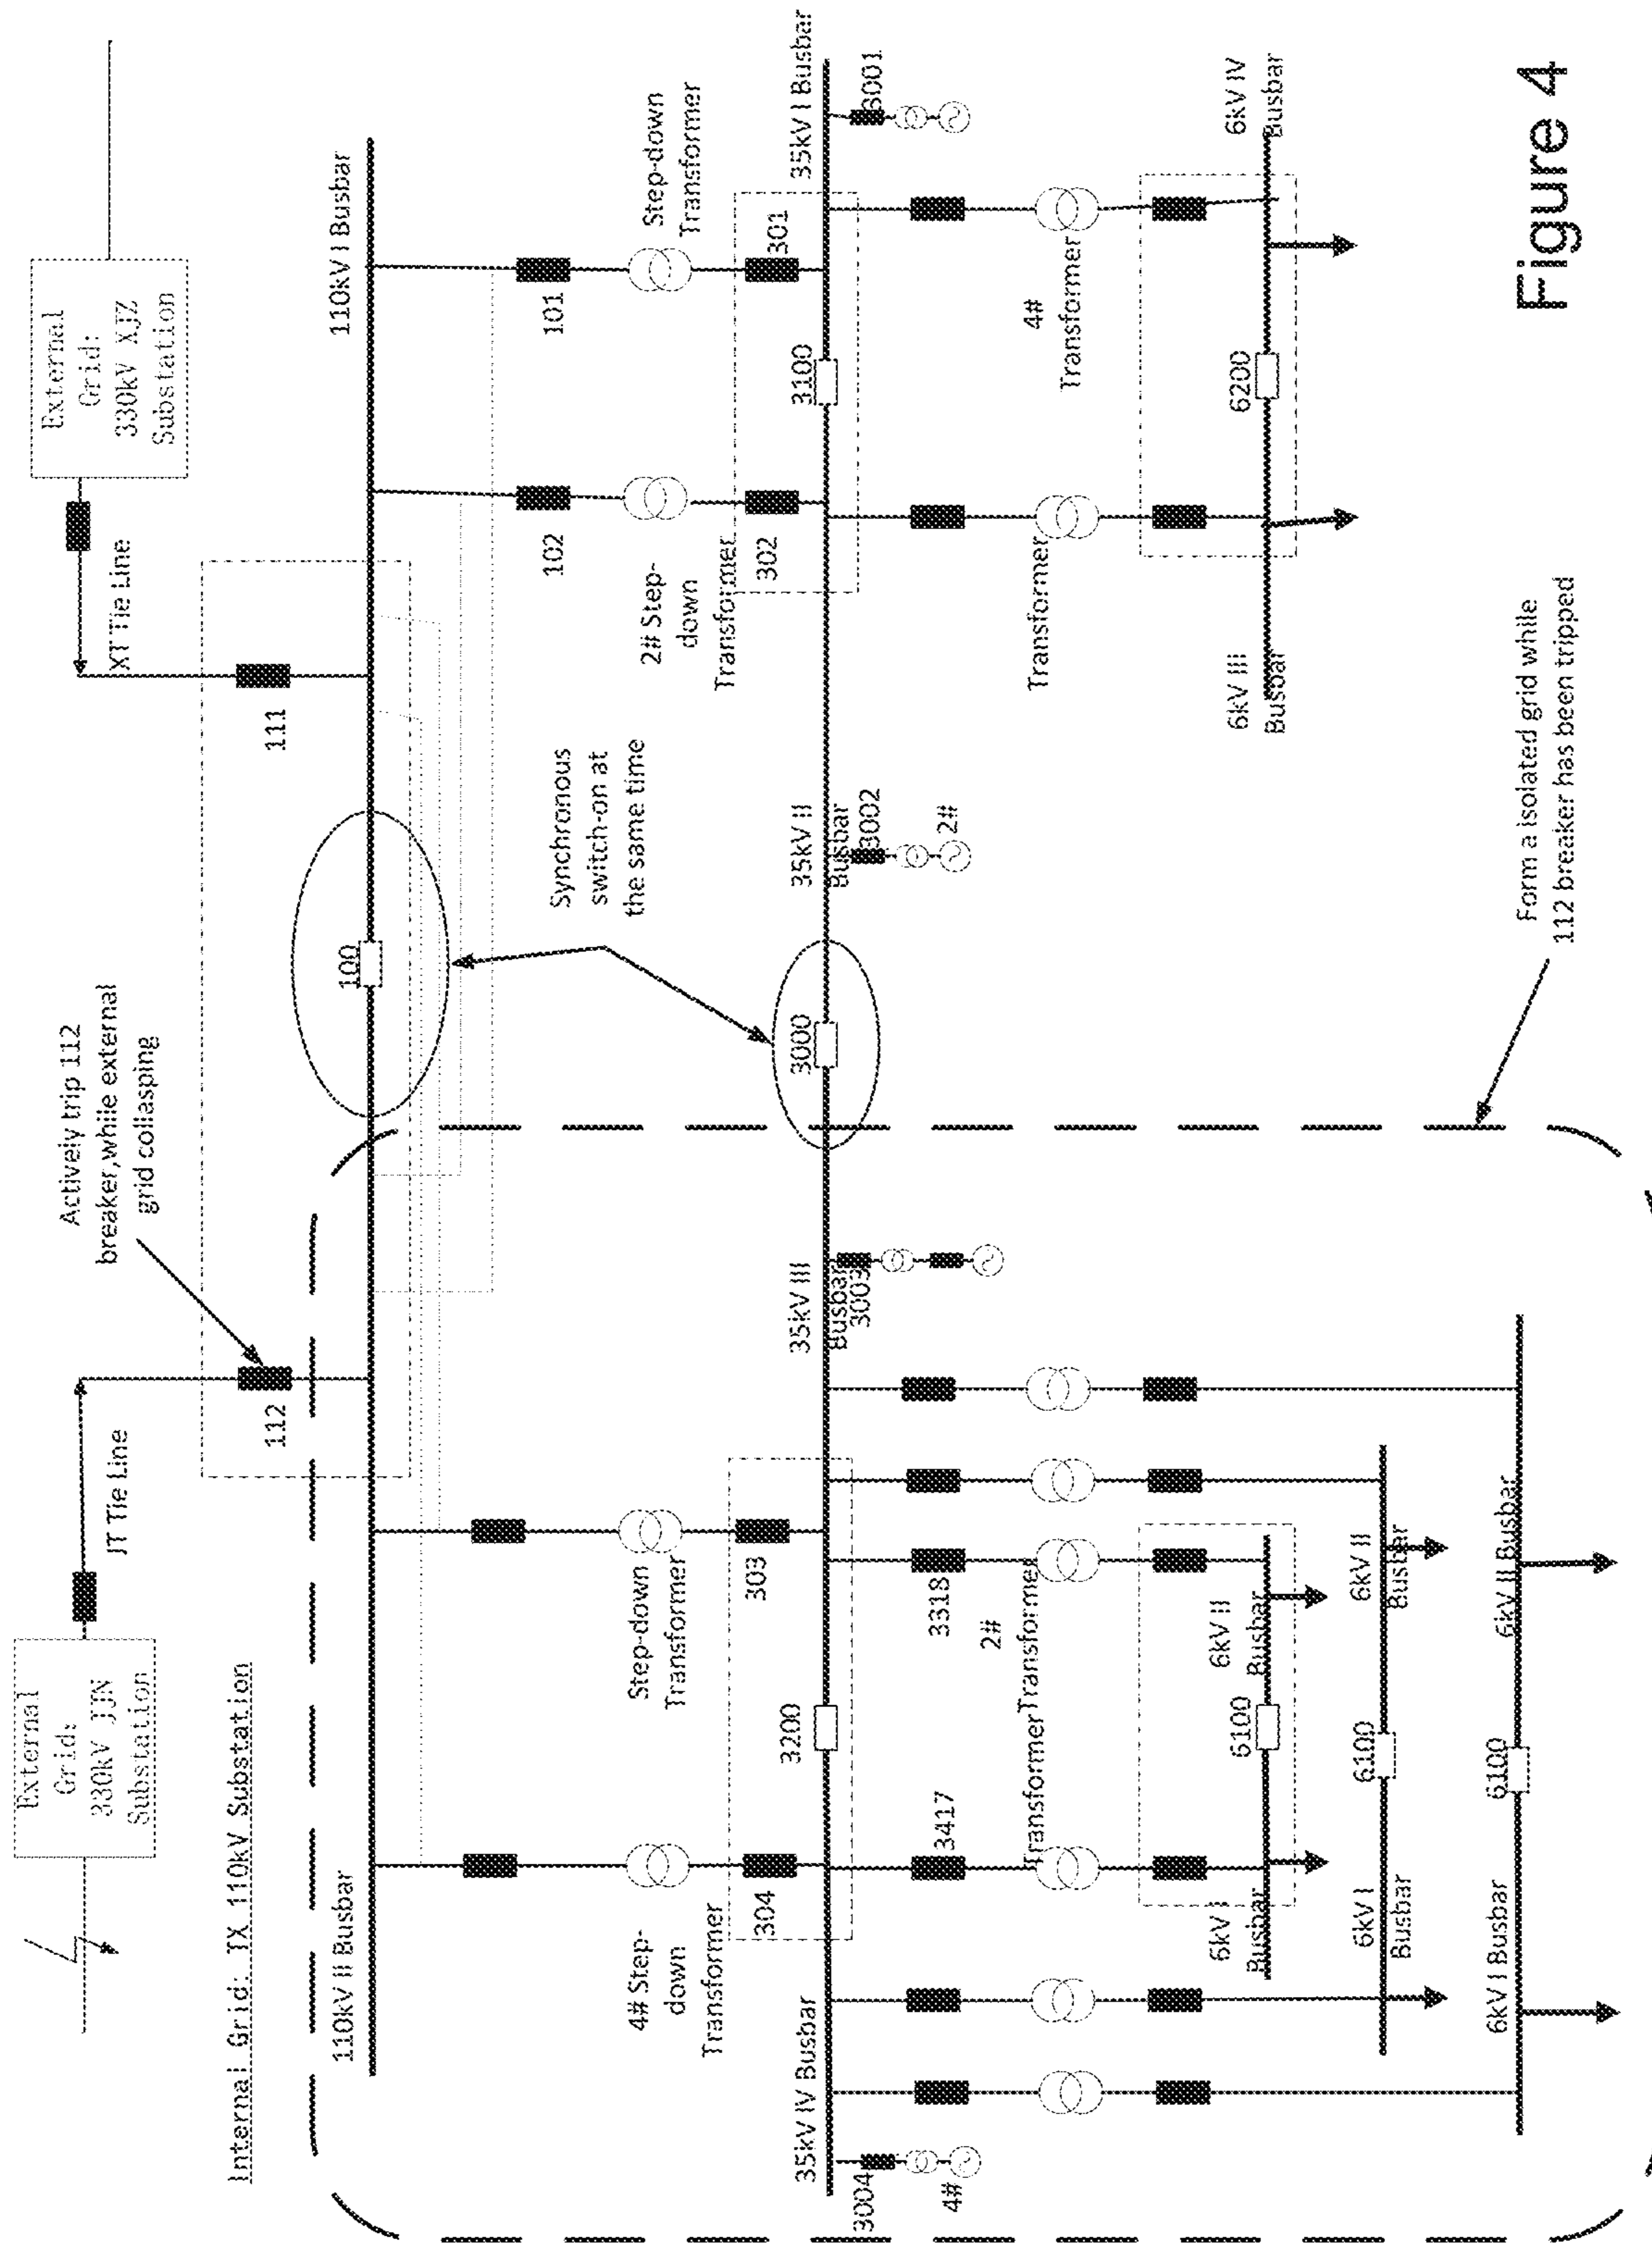 External
Grid:
330kV JJN
Substation
JT Tie Line
Internal Grid: TX 110kV Substation
112
Actively trip 112
breaker,while external
grid collasping
External
Grid:
330kV XJZ
Substation
XT Tie Line
111
110kV II Busbar
100
110kV I Busbar
Synchronous
switch-on at
the same time
4# Step-
down
Transformer
304
Step-down
Transformer
303
102
2# Step-
down
Transformer
302
101
Step-down
Transformer
301
35kV IV Busbar
3200
35kV III
Busbar
3003
3000
35kV II
Busbar
3002
2#
3100
35kV I Busbar
3001
3004
4#
3417
Transformer
3318
2#
Transformer
Transformer
4#
Transformer
6kV I
Busbar
6100
6kV II
Busbar
6kV III
Busbar
6200
6kV IV
Busbar
6kV I
Busbar
6100
6kV II
Busbar
6kV I Busbar
6100
6kV II Busbar
Form a isolated grid while
112 breaker has been tripped
Figure 4